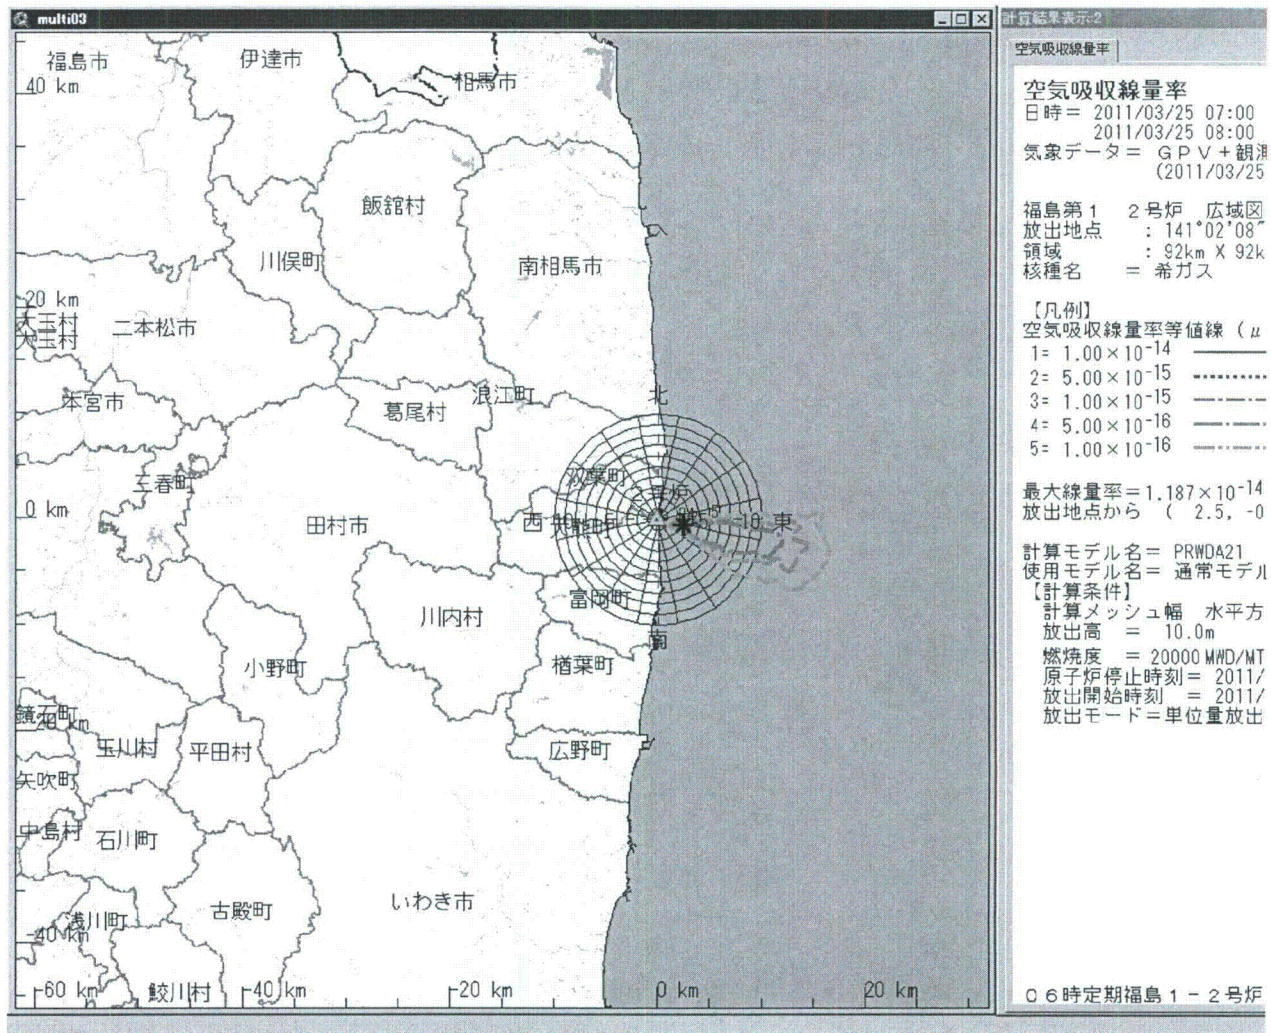 multi03
福島市
伊達市
相馬市
40 km
飯舘村
川俣町
南相馬市
20 km
大玉村
大玉村
二本松市
本宮市
浪江町
葛尾村
北
三春町
双葉町
0 km
田村市
西
-10
5
10
東
富岡町
川内村
南
小野町
楢葉町
鏡石町
-20 km
玉川村
平田村
広野町
矢吹町
中島村
石川町
いわき市
古殿町
浅川町
-40 km
-60 km
鮫川村
-40 km
-20 km
0 km
20 km
計算結果表示:2
空気吸収線量率
空気吸収線量率
日時= 2011/03/25 07:00
2011/03/25 08:00
気象データ= GPV+観測
(2011/03/25
福島第1 2号炉 広域図
放出地点 : 141°02'08"
領域 : 92km X 92k
核種名 = 希ガス
【凡例】
空気吸収線量率等値線 (μ
1= 1.00×10-14
2= 5.00×10-15
3= 1.00×10-15
4= 5.00×10-16
5= 1.00×10-16
最大線量率=1.187×10-14
放出地点から ( 2.5, -0
計算モデル名= PRWDA21
使用モデル名= 通常モデル
【計算条件】
計算メッシュ幅 水平方
放出高 = 10.0m
燃焼度 = 20000MWD/MT
原子炉停止時刻= 2011/
放出開始時刻 = 2011/
放出モード=単位量放出
06時定期福島1-2号炉